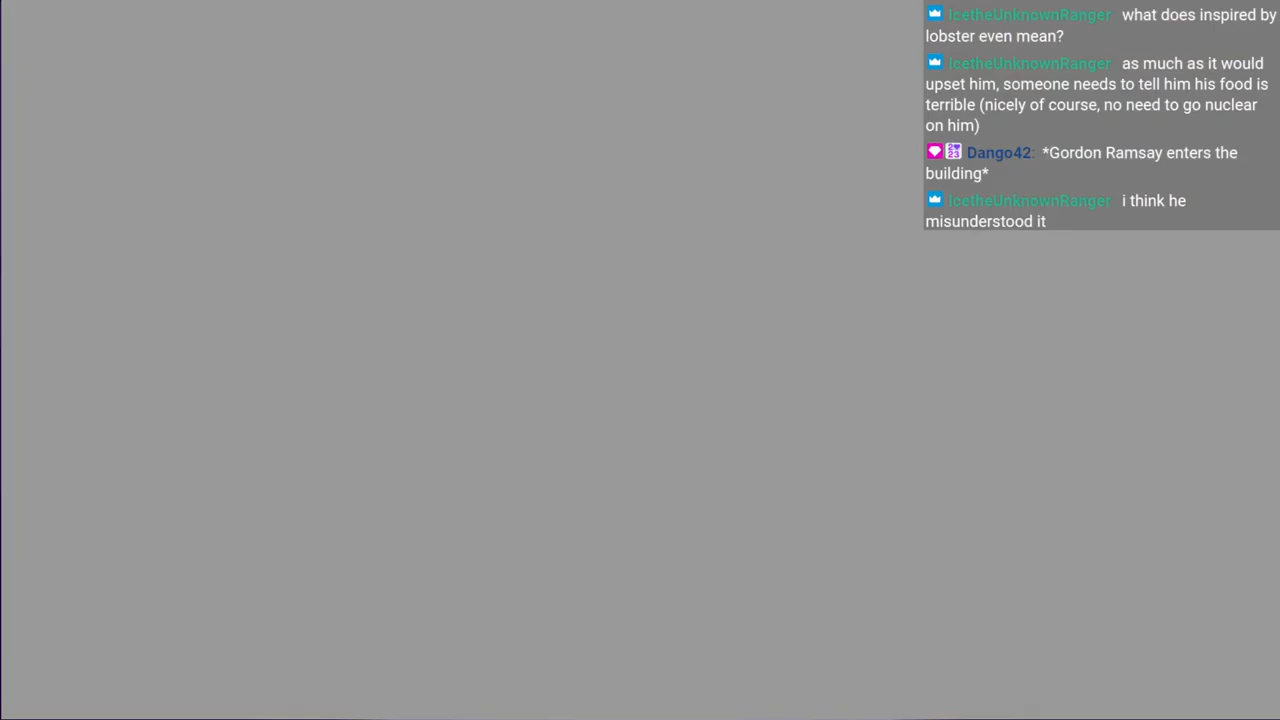 IcetheUnknownRanger what does inspired by
lobster even mean?
IcetheUnknownRanger as much as it would
upset him, someone needs to tell him his food is
terrible (nicely of course, no need to go nuclear
on him)
Dango42: *Gordon Ramsay enters the
building*
IcetheUnknownRanger i think he
misunderstood it